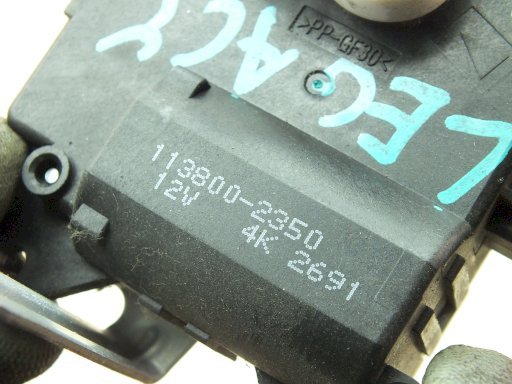 >PP-GF30<
LEGACY
113800-2350
12V 4K 2691